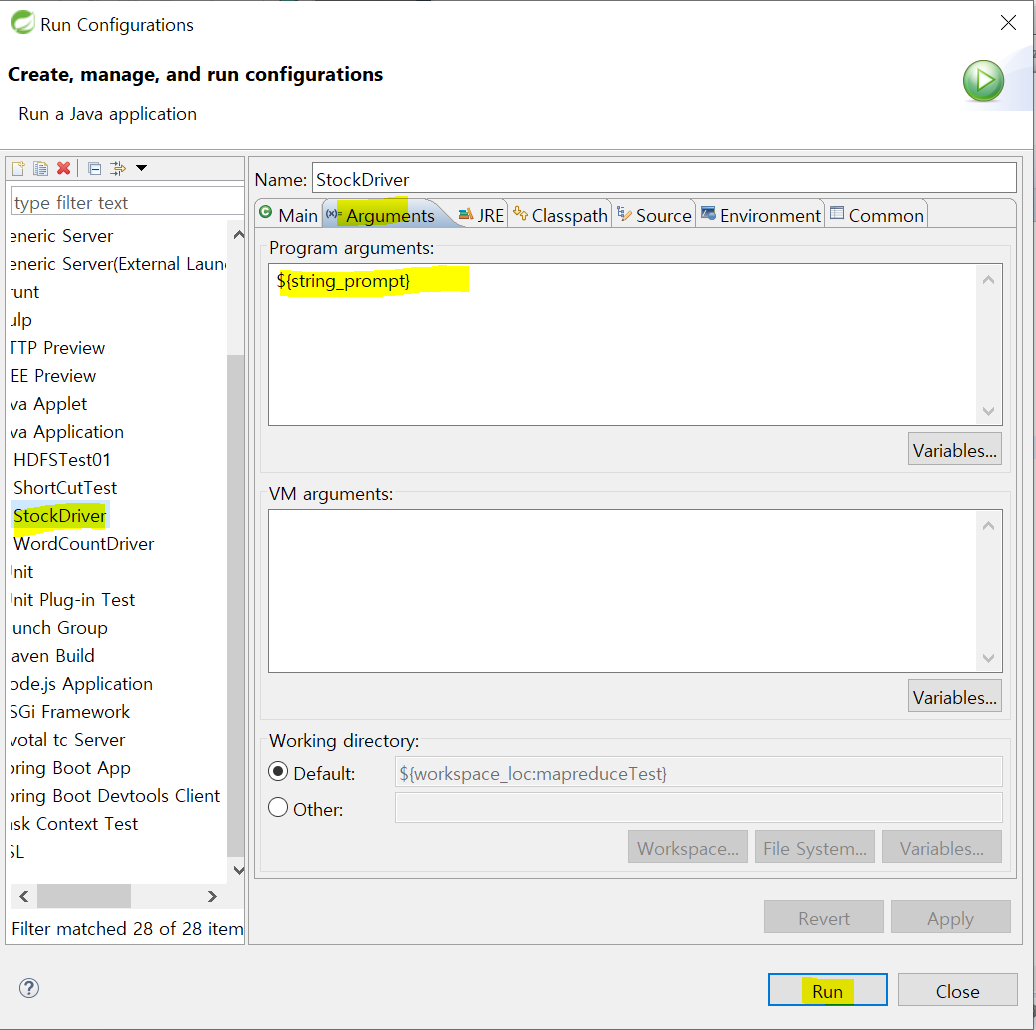 Run Configurations
Create, manage, and run configurations
Run a Java application
type filter text
eneric Server
eneric Server(External Laun
runt
ulp
TTP Preview
EE Preview
va Applet
va Application
HDFSTest01
ShortCutTest
StockDriver
WordCountDriver
nit
nit Plug-in Test
unch Group
aven Build
ode.js Application
SGi Framework
votal tc Server
oring Boot App
oring Boot Devtools Client
ask Context Test
SL
Filter matched 28 of 28 item
Name: StockDriver
Main (x)= Arguments JRE Classpath Source Environment Common
Program arguments:
${string_prompt}
Variables...
VM arguments:
Variables...
Working directory:
Default: ${workspace_loc:mapreduceTest}
Other:
Workspace... File System... Variables...
Revert Apply
? Run Close